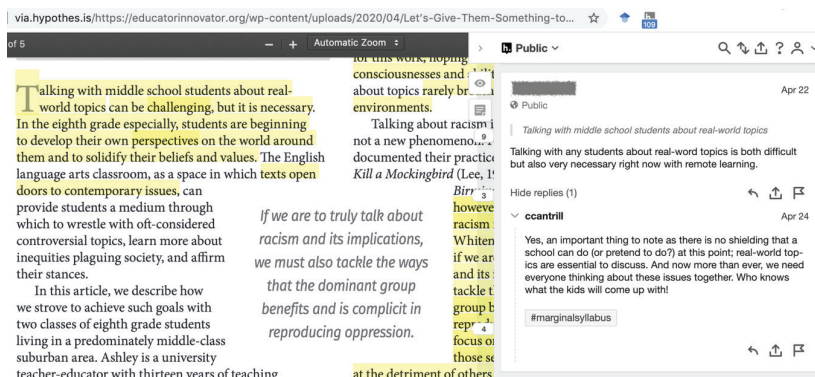 via.hypothes.is/https://educatorinnovator.org/wp-content/uploads/2020/04/Let's-Give-Them-Something-to...
109
of 5
Automatic Zoom
Talking with middle school students about real-
world topics can be challenging, but it is necessary.
In the eighth grade especially, students are beginning
to develop their own perspectives on the world around
them and to solidify their beliefs and values. The English
language arts classroom, as a space in which texts open
doors to contemporary issues, can
provide students a medium through
which to wrestle with oft-considered
controversial topics, learn more about
inequities plaguing society, and affirm
their stances.
In this article, we describe how
we strove to achieve such goals with
two classes of eighth grade students
living in a predominately middle-class
suburban area. Ashley is a university
teacher-educator with thirteen years of teaching
If we are to truly talk about
racism and its implications,
we must also tackle the ways
that the dominant group
benefits and is complicit in
reproducing oppression.
for this work, hoping
consciousnesses and
about topics rarely
environments.
Talking about racism
not a new
documented their practice
Kill a Mockingbird (Lee,
racism
if we
and its
tackle
group
focus
those
at the detriment of others
9
3
4
Public
Apr 22
Public
Talking with middle school students about real-world topics
Talking with any students about real-word topics is both difficult
but also very necessary right now with remote learning.
Hide replies (1)
ccantrill
Apr 24
Yes, an important thing to note as there is no shielding that a
school can do (or pretend to do?) at this point; real-world top-
ics are essential to discuss. And now more than ever, we need
everyone thinking about these issues together. Who knows
what the kids will come up with!
#marginalsyllabus